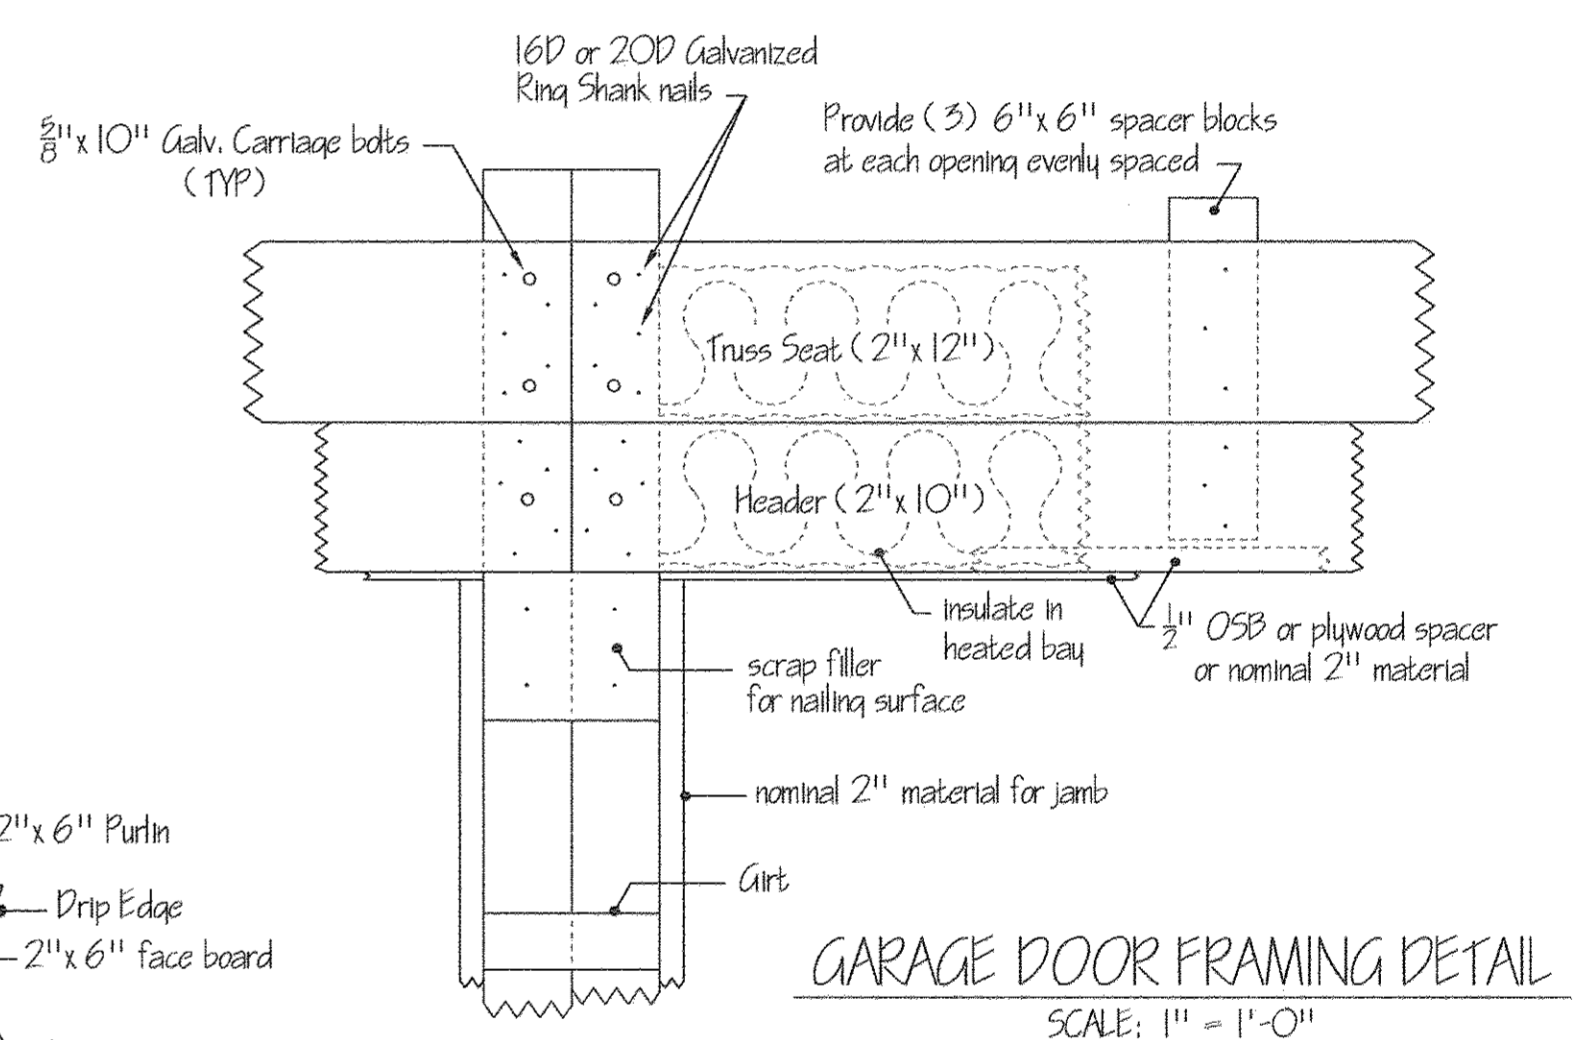 16D or 20D Galvanized
Ring Shank nails
5/8"x 10" Galv. Carriage bolts
(TYP)
Provide (3) 6"x 6" spacer blocks
at each opening evenly spaced
Truss Seat (2"x 12")
Header (2"x 10")
insulate in
heated bay
1/2" OSB or plywood spacer
or nominal 2" material
scrap filler
for nailing surface
nominal 2" material for jamb
2"x 6" Purlin
Girt
Drip Edge
2"x 6" face board
GARAGE DOOR FRAMING DETAIL
SCALE: 1" = 1'-0"